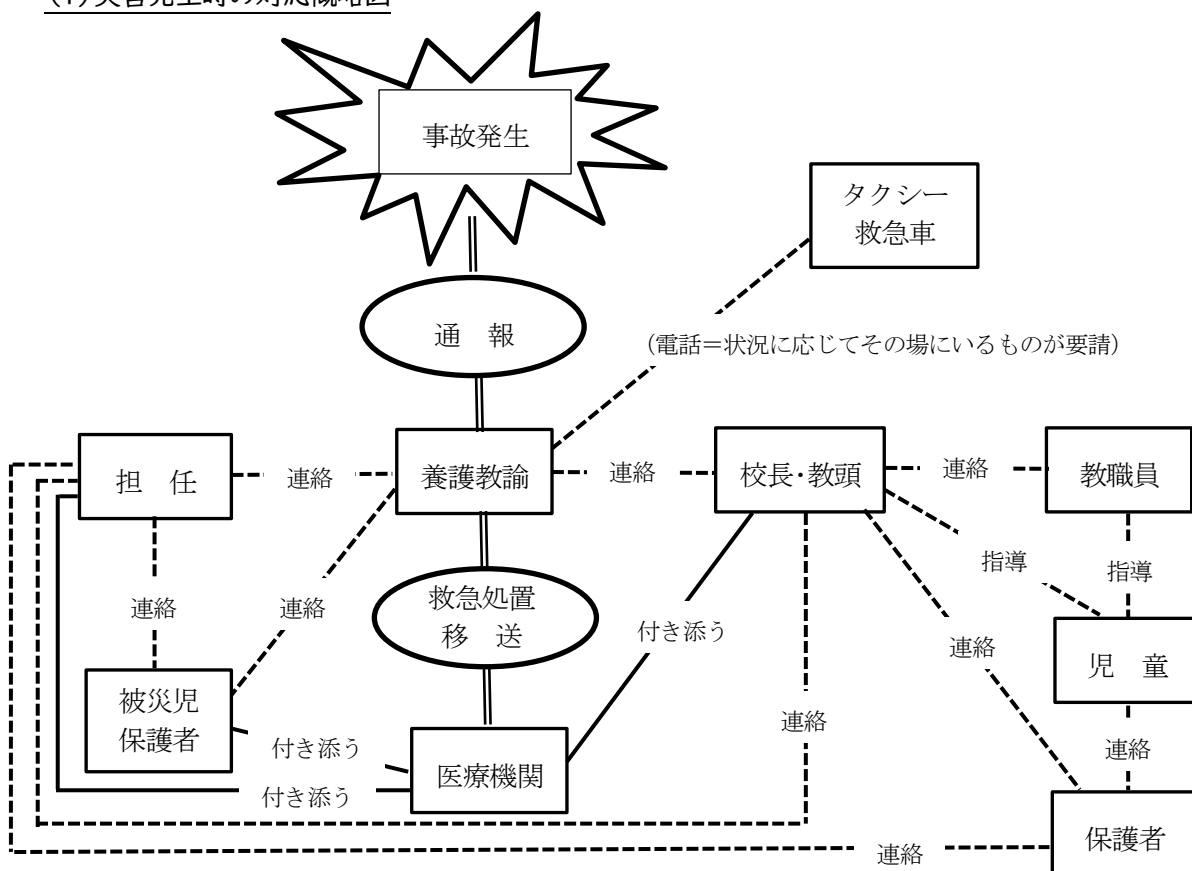 (1)災害発生時の対応概略図
事故発生
タクシー
救急車
通 報
(電話＝状況に応じてその場にいるものが要請)
担 任
連絡
養護教諭
連絡
校長・教頭
連絡
教職員
連絡
連絡
救急処置
移 送
付き添う
指導
指導
連絡
児 童
被災児
保護者
付き添う
付き添う
医療機関
連絡
連絡
保護者
連絡